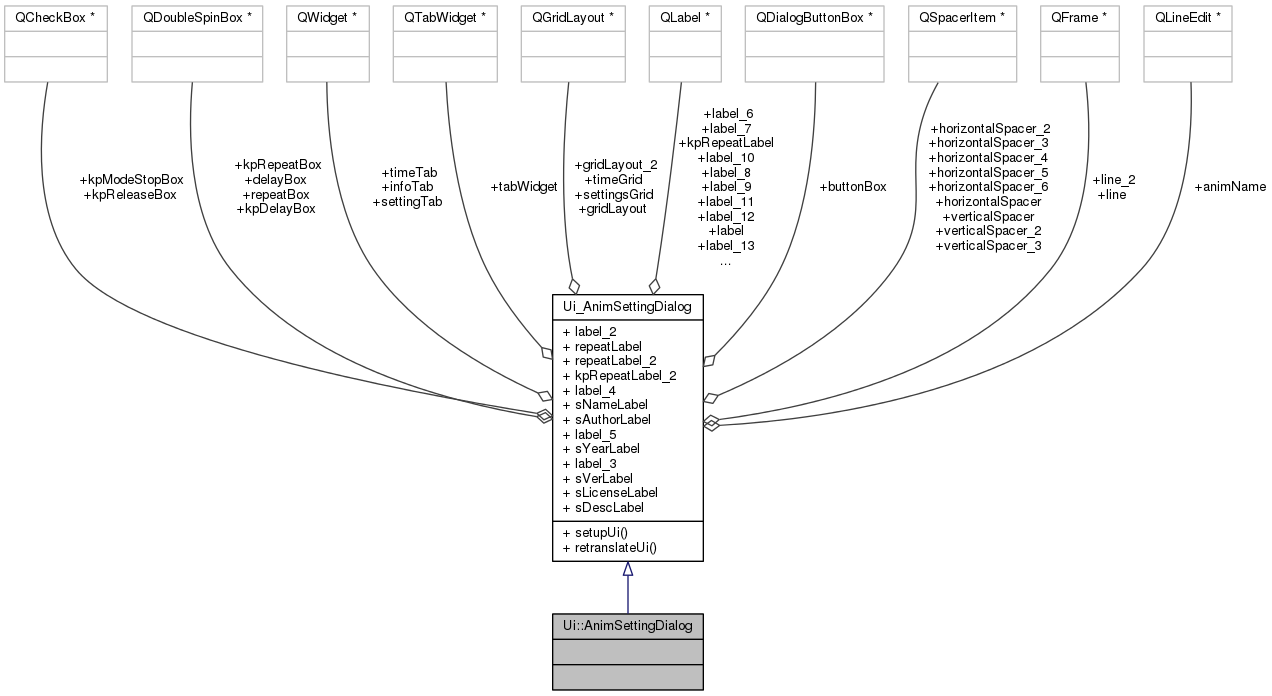 QCheckBox *
QDoubleSpinBox *
QWidget *
QTabWidget *
QGridLayout *
QLabel *
QDialogButtonBox *
QSpacerItem *
QFrame *
QLineEdit *
+kpModeStopBox
+kpReleaseBox
+kpRepeatBox
+delayBox
+repeatBox
+kpDelayBox
+timeTab
+infoTab
+settingTab
+tabWidget
+gridLayout_2
+timeGrid
+settingsGrid
+gridLayout
+label_6
+label_7
+kpRepeatLabel
+label_10
+label_8
+label_9
+label_11
+label_12
+label
+label_13
...
+buttonBox
+horizontalSpacer_2
+horizontalSpacer_3
+horizontalSpacer_4
+horizontalSpacer_5
+horizontalSpacer_6
+horizontalSpacer
+verticalSpacer
+verticalSpacer_2
+verticalSpacer_3
+line_2
+line
+animName
Ui_AnimSettingDialog
+ label_2
+ repeatLabel
+ repeatLabel_2
+ kpRepeatLabel_2
+ label_4
+ sNameLabel
+ sAuthorLabel
+ label_5
+ sYearLabel
+ label_3
+ sVerLabel
+ sLicenseLabel
+ sDescLabel
+ setupUi()
+ retranslateUi()
Ui::AnimSettingDialog